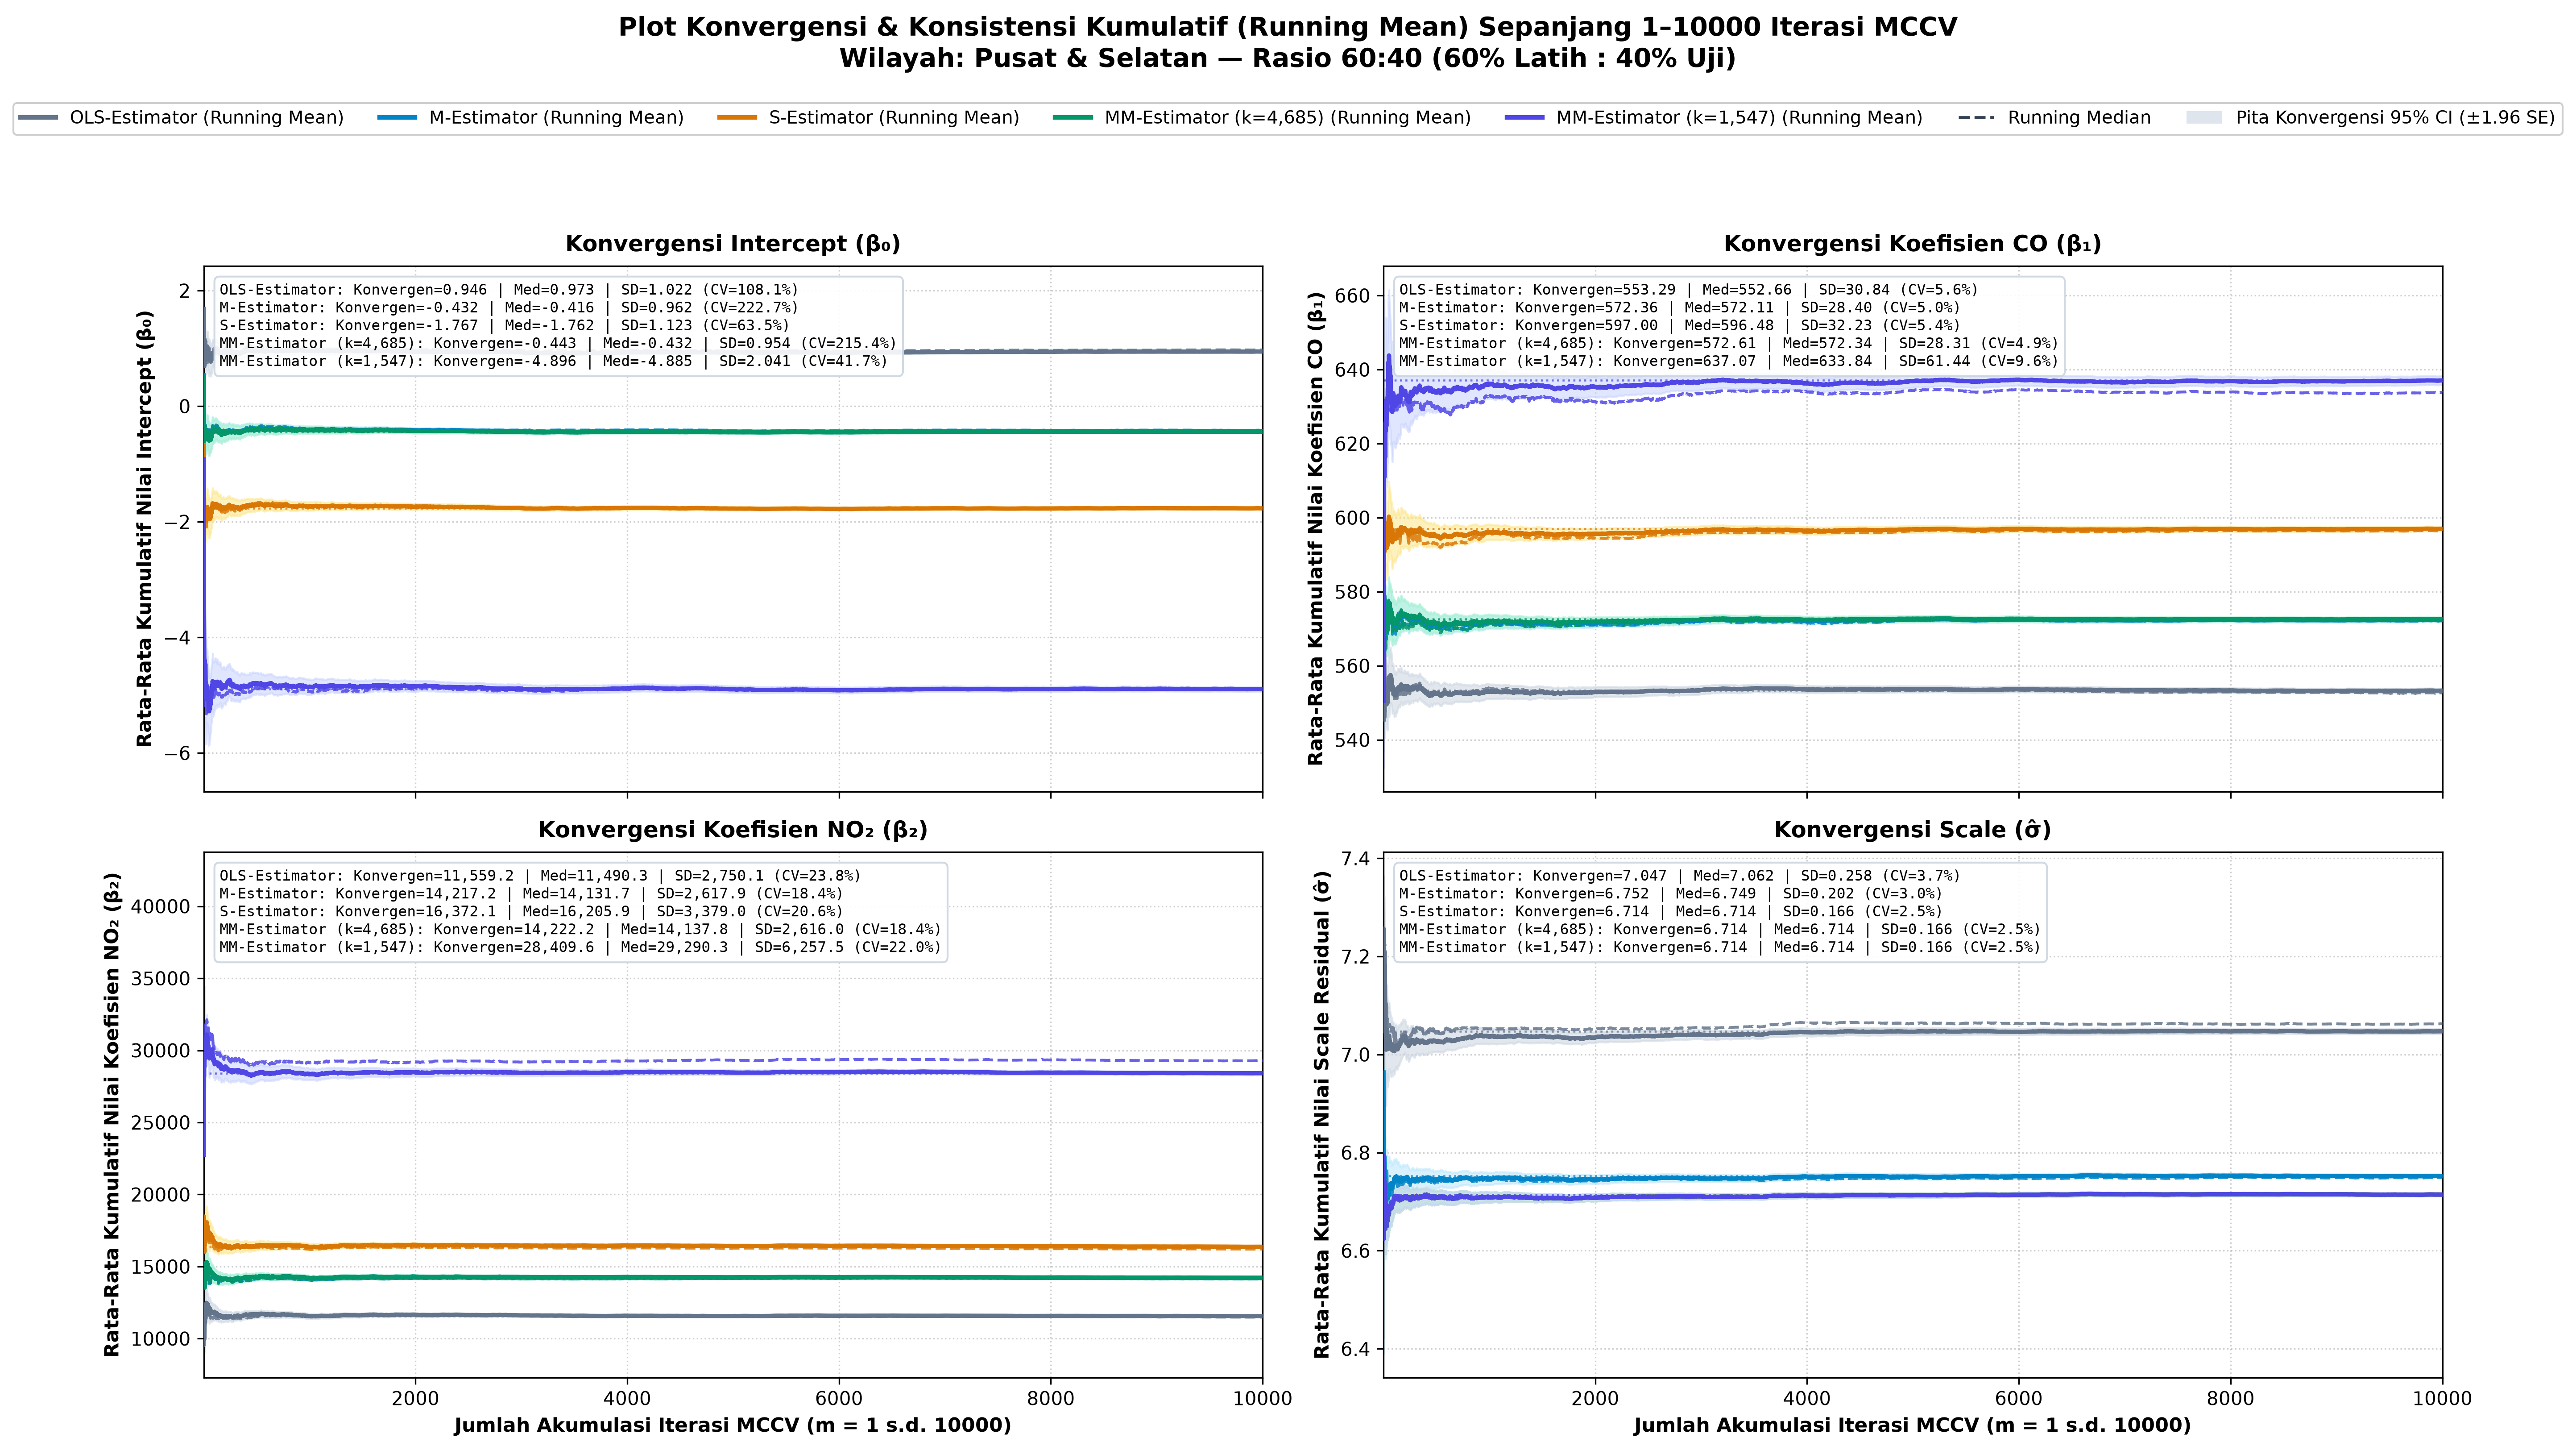 Plot Konvergensi & Konsistensi Kumulatif (Running Mean) Sepanjang 1–10000 Iterasi MCCV
Wilayah: Pusat & Selatan — Rasio 60:40 (60% Latih : 40% Uji)
OLS-Estimator (Running Mean)
M-Estimator (Running Mean)
S-Estimator (Running Mean)
MM-Estimator (k=4,685) (Running Mean)
MM-Estimator (k=1,547) (Running Mean)
Running Median
Pita Konvergensi 95% CI (±1.96 SE)
Konvergensi Intercept (β₀)
Rata-Rata Kumulatif Nilai Intercept (β₀)
2
0
−2
−4
−6
OLS-Estimator: Konvergen=0.946 | Med=0.973 | SD=1.022 (CV=108.1%)
M-Estimator: Konvergen=-0.432 | Med=-0.416 | SD=0.962 (CV=222.7%)
S-Estimator: Konvergen=-1.767 | Med=-1.762 | SD=1.123 (CV=63.5%)
MM-Estimator (k=4,685): Konvergen=-0.443 | Med=-0.432 | SD=0.954 (CV=215.4%)
MM-Estimator (k=1,547): Konvergen=-4.896 | Med=-4.885 | SD=2.041 (CV=41.7%)
Konvergensi Koefisien CO (β₁)
Rata-Rata Kumulatif Nilai Koefisien CO (β₁)
660
640
620
600
580
560
540
OLS-Estimator: Konvergen=553.29 | Med=552.66 | SD=30.84 (CV=5.6%)
M-Estimator: Konvergen=572.36 | Med=572.11 | SD=28.40 (CV=5.0%)
S-Estimator: Konvergen=597.00 | Med=596.48 | SD=32.23 (CV=5.4%)
MM-Estimator (k=4,685): Konvergen=572.61 | Med=572.34 | SD=28.31 (CV=4.9%)
MM-Estimator (k=1,547): Konvergen=637.07 | Med=633.84 | SD=61.44 (CV=9.6%)
Konvergensi Koefisien NO₂ (β₂)
Rata-Rata Kumulatif Nilai Koefisien NO₂ (β₂)
40000
35000
30000
25000
20000
15000
10000
OLS-Estimator: Konvergen=11,559.2 | Med=11,490.3 | SD=2,750.1 (CV=23.8%)
M-Estimator: Konvergen=14,217.2 | Med=14,131.7 | SD=2,617.9 (CV=18.4%)
S-Estimator: Konvergen=16,372.1 | Med=16,205.9 | SD=3,379.0 (CV=20.6%)
MM-Estimator (k=4,685): Konvergen=14,222.2 | Med=14,137.8 | SD=2,616.0 (CV=18.4%)
MM-Estimator (k=1,547): Konvergen=28,409.6 | Med=29,290.3 | SD=6,257.5 (CV=22.0%)
2000 4000 6000 8000 10000
Jumlah Akumulasi Iterasi MCCV (m = 1 s.d. 10000)
Konvergensi Scale (σ̂)
Rata-Rata Kumulatif Nilai Scale Residual (σ̂)
7.4
7.2
7.0
6.8
6.6
6.4
OLS-Estimator: Konvergen=7.047 | Med=7.062 | SD=0.258 (CV=3.7%)
M-Estimator: Konvergen=6.752 | Med=6.749 | SD=0.202 (CV=3.0%)
S-Estimator: Konvergen=6.714 | Med=6.714 | SD=0.166 (CV=2.5%)
MM-Estimator (k=4,685): Konvergen=6.714 | Med=6.714 | SD=0.166 (CV=2.5%)
MM-Estimator (k=1,547): Konvergen=6.714 | Med=6.714 | SD=0.166 (CV=2.5%)
2000 4000 6000 8000 10000
Jumlah Akumulasi Iterasi MCCV (m = 1 s.d. 10000)